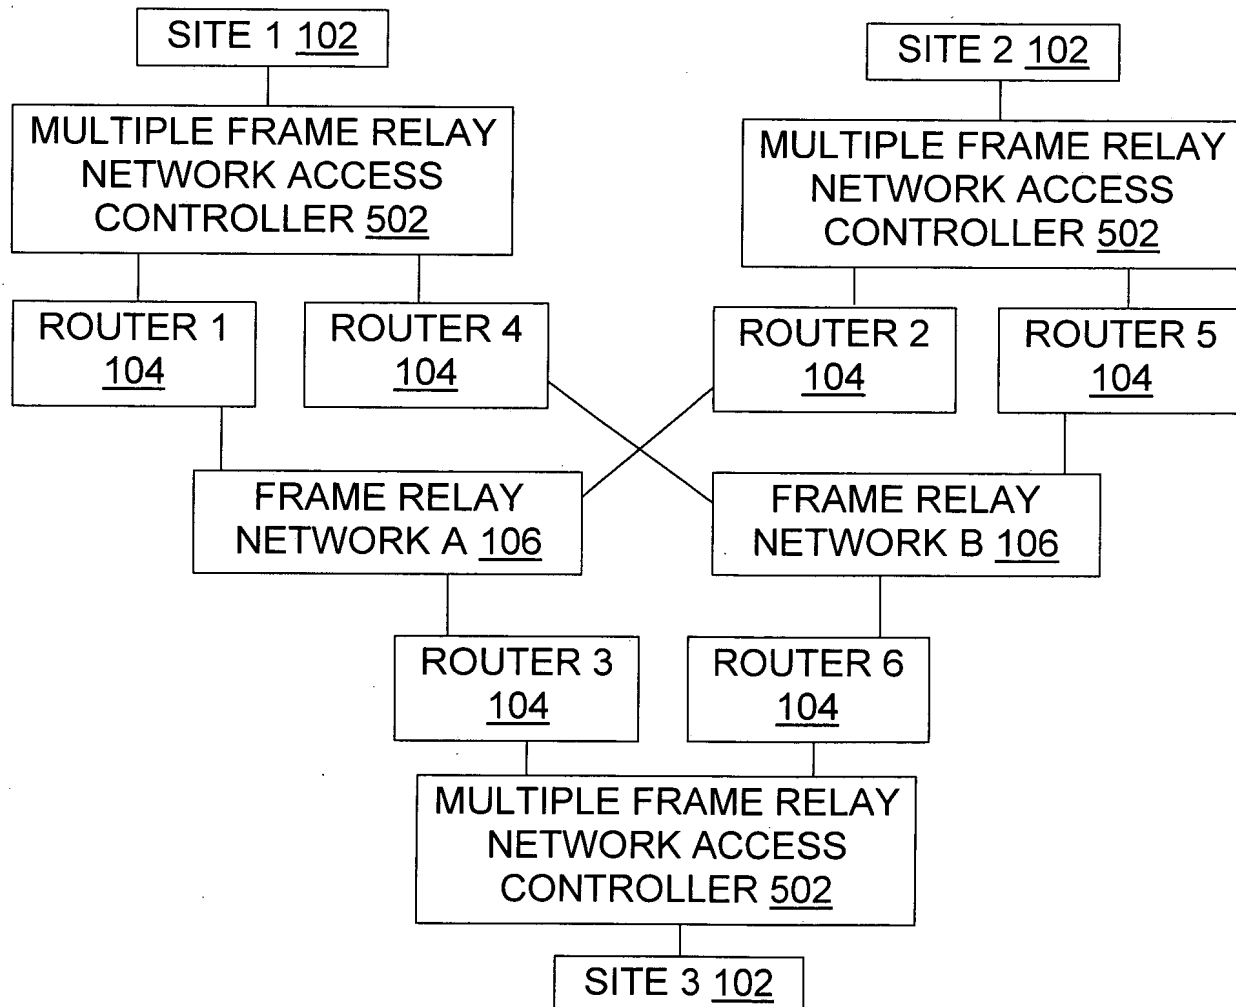 SITE 1 102
SITE 2 102
MULTIPLE FRAME RELAY
NETWORK ACCESS
CONTROLLER 502
MULTIPLE FRAME RELAY
NETWORK ACCESS
CONTROLLER 502
ROUTER 1
104
ROUTER 4
104
ROUTER 2
104
ROUTER 5
104
FRAME RELAY
NETWORK A 106
FRAME RELAY
NETWORK B 106
ROUTER 3
104
ROUTER 6
104
MULTIPLE FRAME RELAY
NETWORK ACCESS
CONTROLLER 502
SITE 3 102